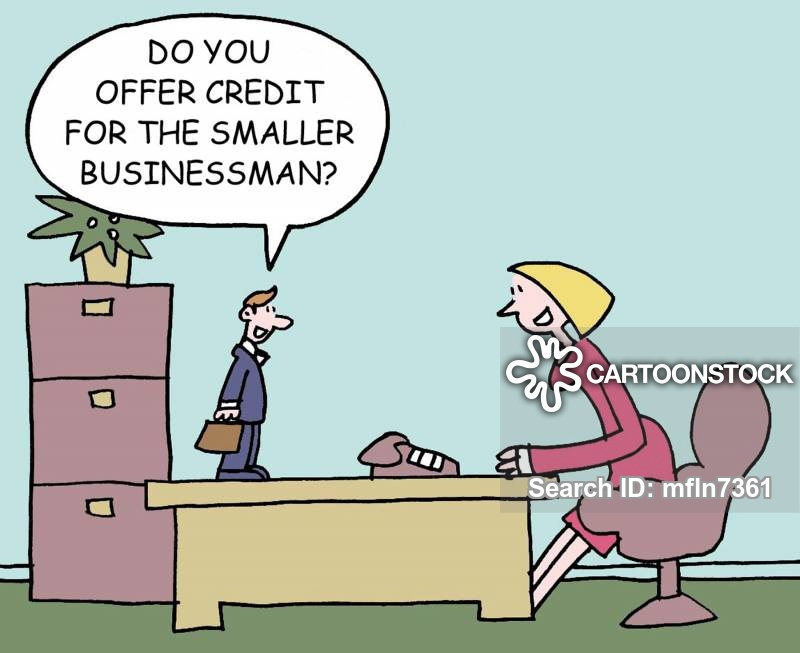 DO YOU
OFFER CREDIT
FOR THE SMALLER
BUSINESSMAN?
CARTOONSTOCK
Search ID: mfln7361